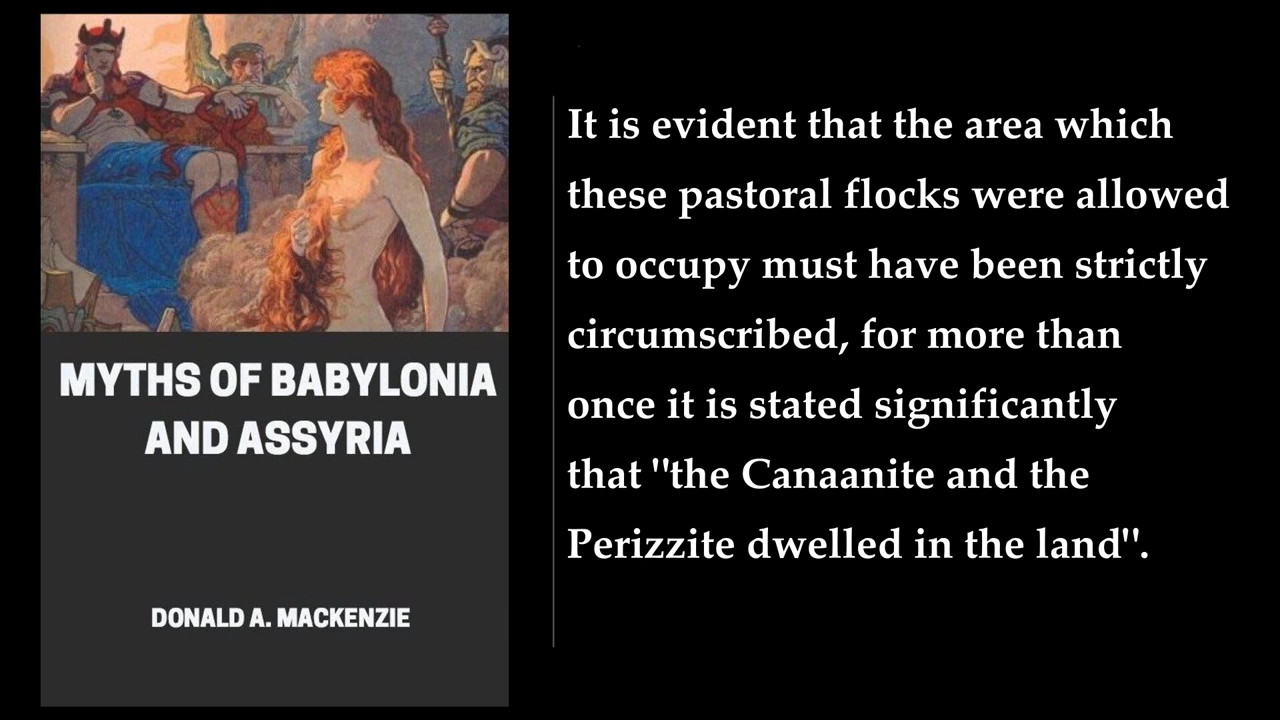 MYTHS OF BABYLONIA
AND ASSYRIA
DONALD A. MACKENZIE
It is evident that the area which
these pastoral flocks were allowed
to occupy must have been strictly
circumscribed, for more than
once it is stated significantly
that "the Canaanite and the
Perizzite dwelled in the land".